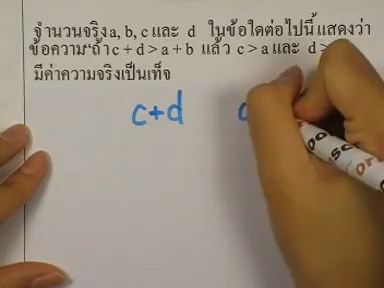 จำนวนจริง a, b, c และ d ในข้อใดต่อไปนี้ แสดงว่า
ข้อความ "ถ้า c + d > a + b แล้ว c > a และ d >
มีค่าความจริงเป็นเท็จ
c+d